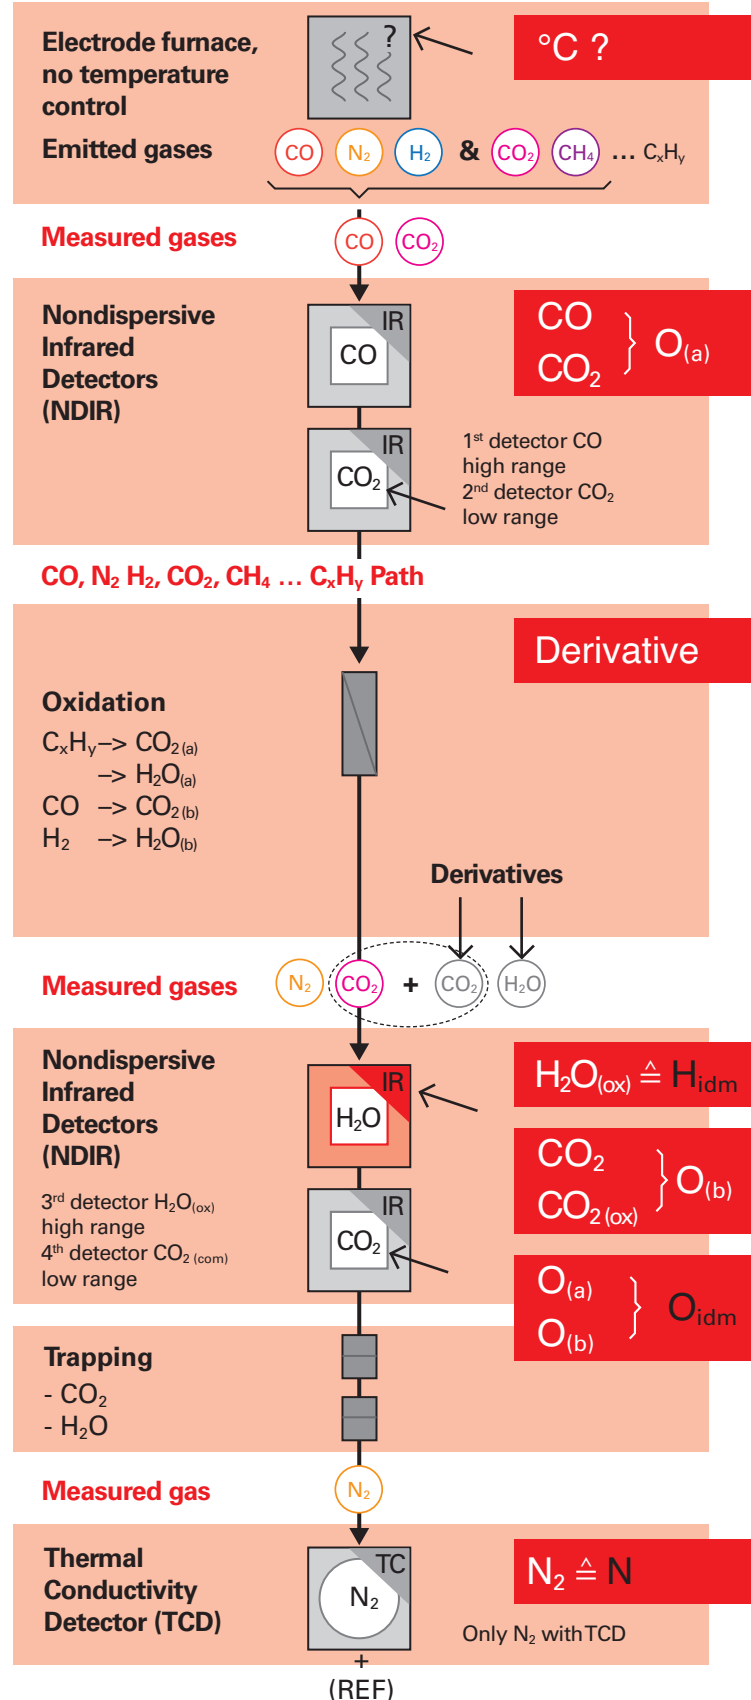 Electrode furnace,
no temperature
control
?
°C ?
Emitted gases
CO N₂ H₂ & CO₂ CH₄ ... CₓHᵧ
Measured gases
CO CO₂
Nondispersive
Infrared
Detectors
(NDIR)
IR
CO
CO
CO₂
} O(a)
IR
CO₂
1st detector CO
high range
2nd detector CO₂
low range
CO, N₂ H₂, CO₂, CH₄ ... CₓHᵧ Path
Derivative
Oxidation
CₓHᵧ –> CO₂(a)
–> H₂O(a)
CO –> CO₂(b)
H₂ –> H₂O(b)
Derivatives
Measured gases
N₂ CO₂ + CO₂ H₂O
Nondispersive
Infrared
Detectors
(NDIR)
IR
H₂O
H₂O(ox) ≙ Hidm
CO₂
CO₂(ox)
} O(b)
3rd detector H₂O(ox)
high range
4th detector CO₂ (com)
low range
IR
CO₂
O(a)
O(b)
} Oidm
Trapping
- CO₂
- H₂O
Measured gas
N₂
Thermal
Conductivity
Detector (TCD)
TC
N₂
N₂ ≙ N
Only N₂ with TCD
+
(REF)